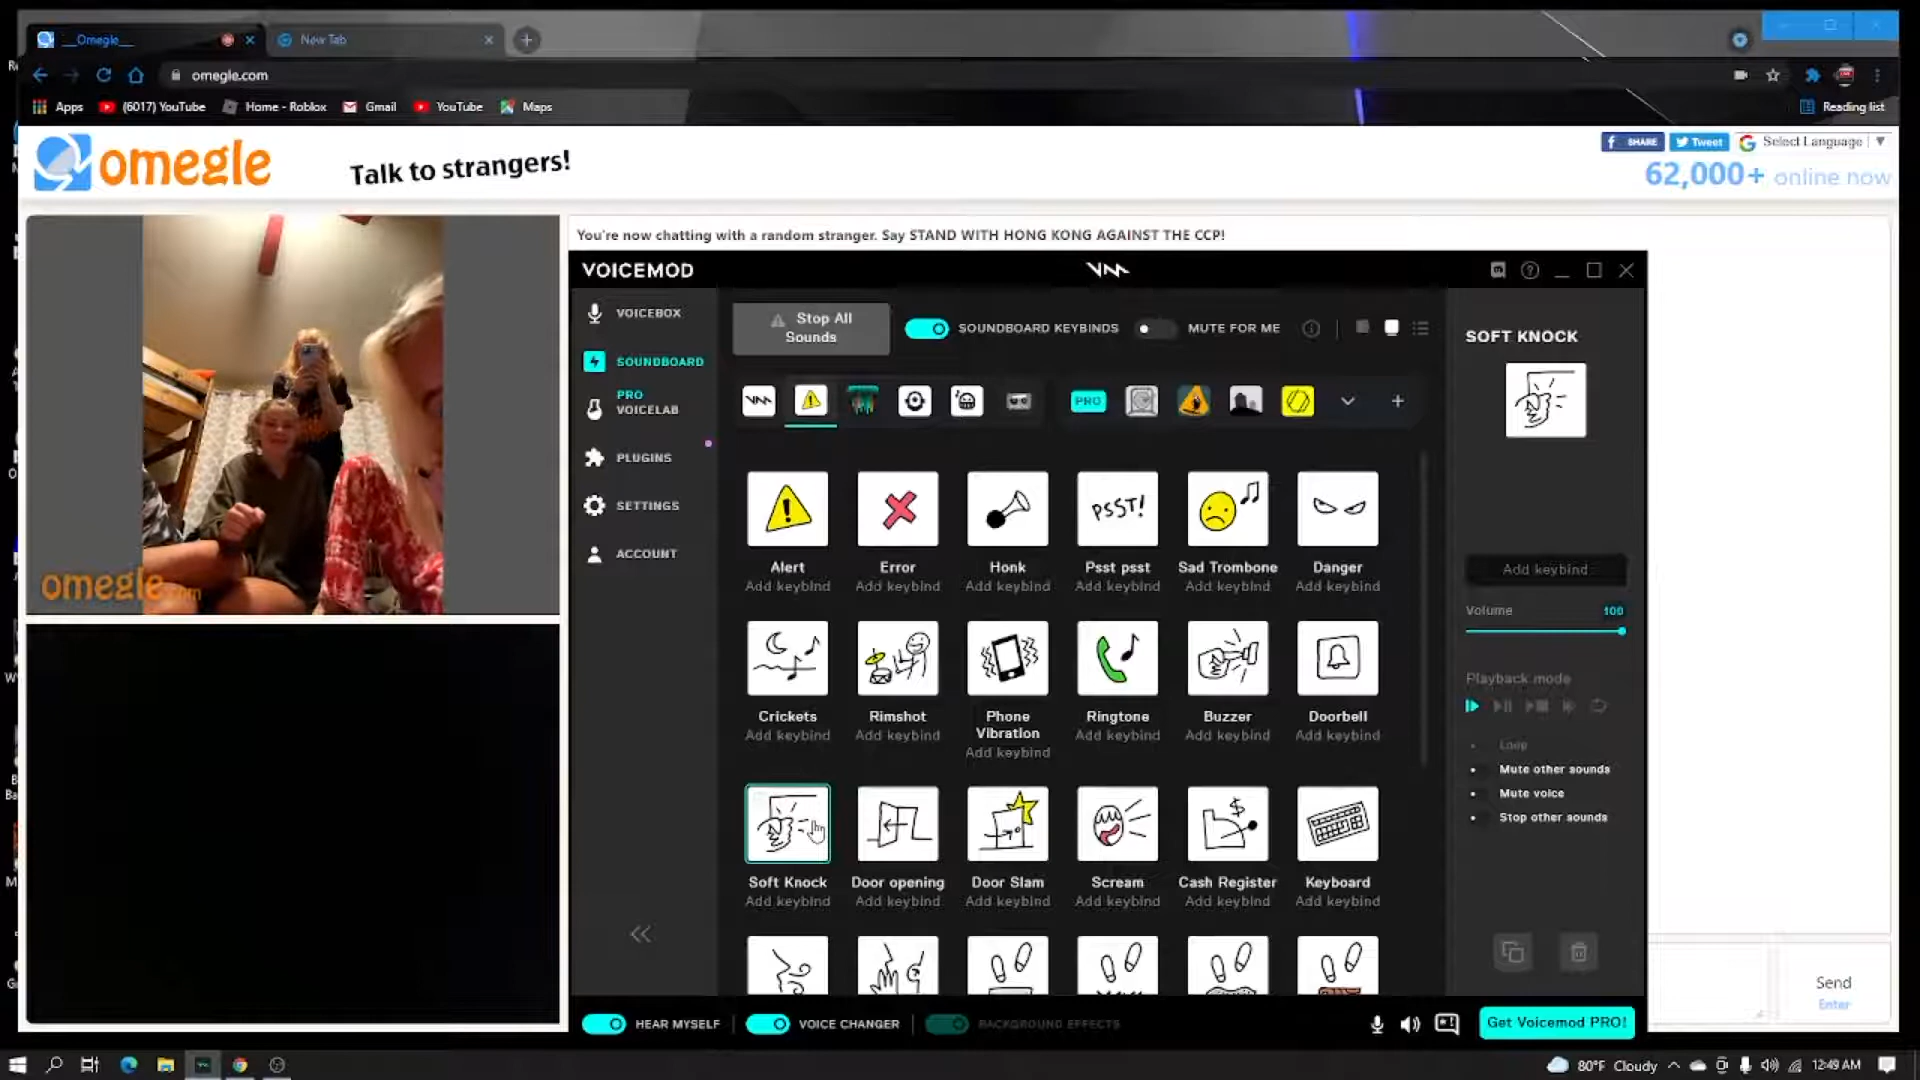 __Omegle__
New Tab
omegle.com
Apps
(6017) YouTube
Home - Roblox
Gmail
YouTube
Maps
Reading list
omegle
Talk to strangers!
SHARE
Tweet
Select Language
62,000+ online now
You're now chatting with a random stranger. Say STAND WITH HONG KONG AGAINST THE CCP!
omegle.com
VOICEMOD
VOICEBOX
SOUNDBOARD
PRO
VOICELAB
PLUGINS
SETTINGS
ACCOUNT
Stop All
Sounds
SOUNDBOARD KEYBINDS
MUTE FOR ME
PRO
PSST!
Alert
Error
Honk
Psst psst
Sad Trombone
Danger
Add keybind
Add keybind
Add keybind
Add keybind
Add keybind
Add keybind
Crickets
Rimshot
Phone
Vibration
Ringtone
Buzzer
Doorbell
Add keybind
Add keybind
Add keybind
Add keybind
Add keybind
Add keybind
$
Soft Knock
Door opening
Door Slam
Scream
Cash Register
Keyboard
Add keybind
Add keybind
Add keybind
Add keybind
Add keybind
Add keybind
SOFT KNOCK
Add keybind
Volume 100
Playback mode
Loop
Mute other sounds
Mute voice
Stop other sounds
HEAR MYSELF
VOICE CHANGER
BACKGROUND EFFECTS
Get Voicemod PRO!
Send
Enter
80°F Cloudy
12:49 AM